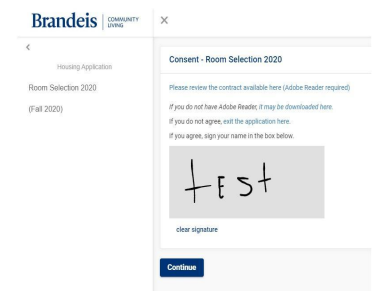 Brandeis COMMUNITY LIVING
Housing Application
Room Selection 2020
(Fall 2020)
Consent - Room Selection 2020
Please review the contract available here (Adobe Reader required)
If you do not have Adobe Reader, it may be downloaded here.
If you do not agree, exit the application here.
If you agree, sign your name in the box below.
tEST
clear signature
Continue